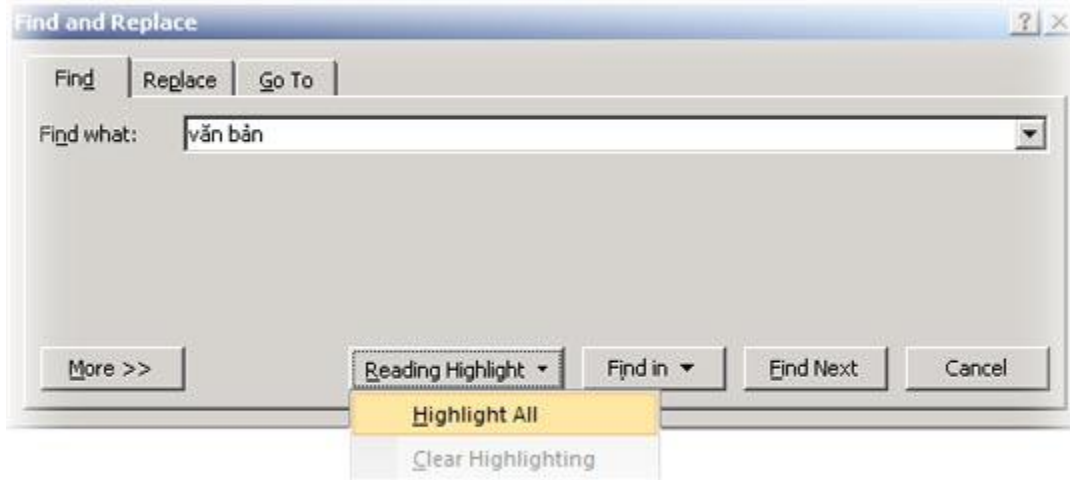 Find and Replace
Find Replace Go To
Find what: văn bản
More >> Reading Highlight Find in Find Next Cancel
Highlight All
Clear Highlighting